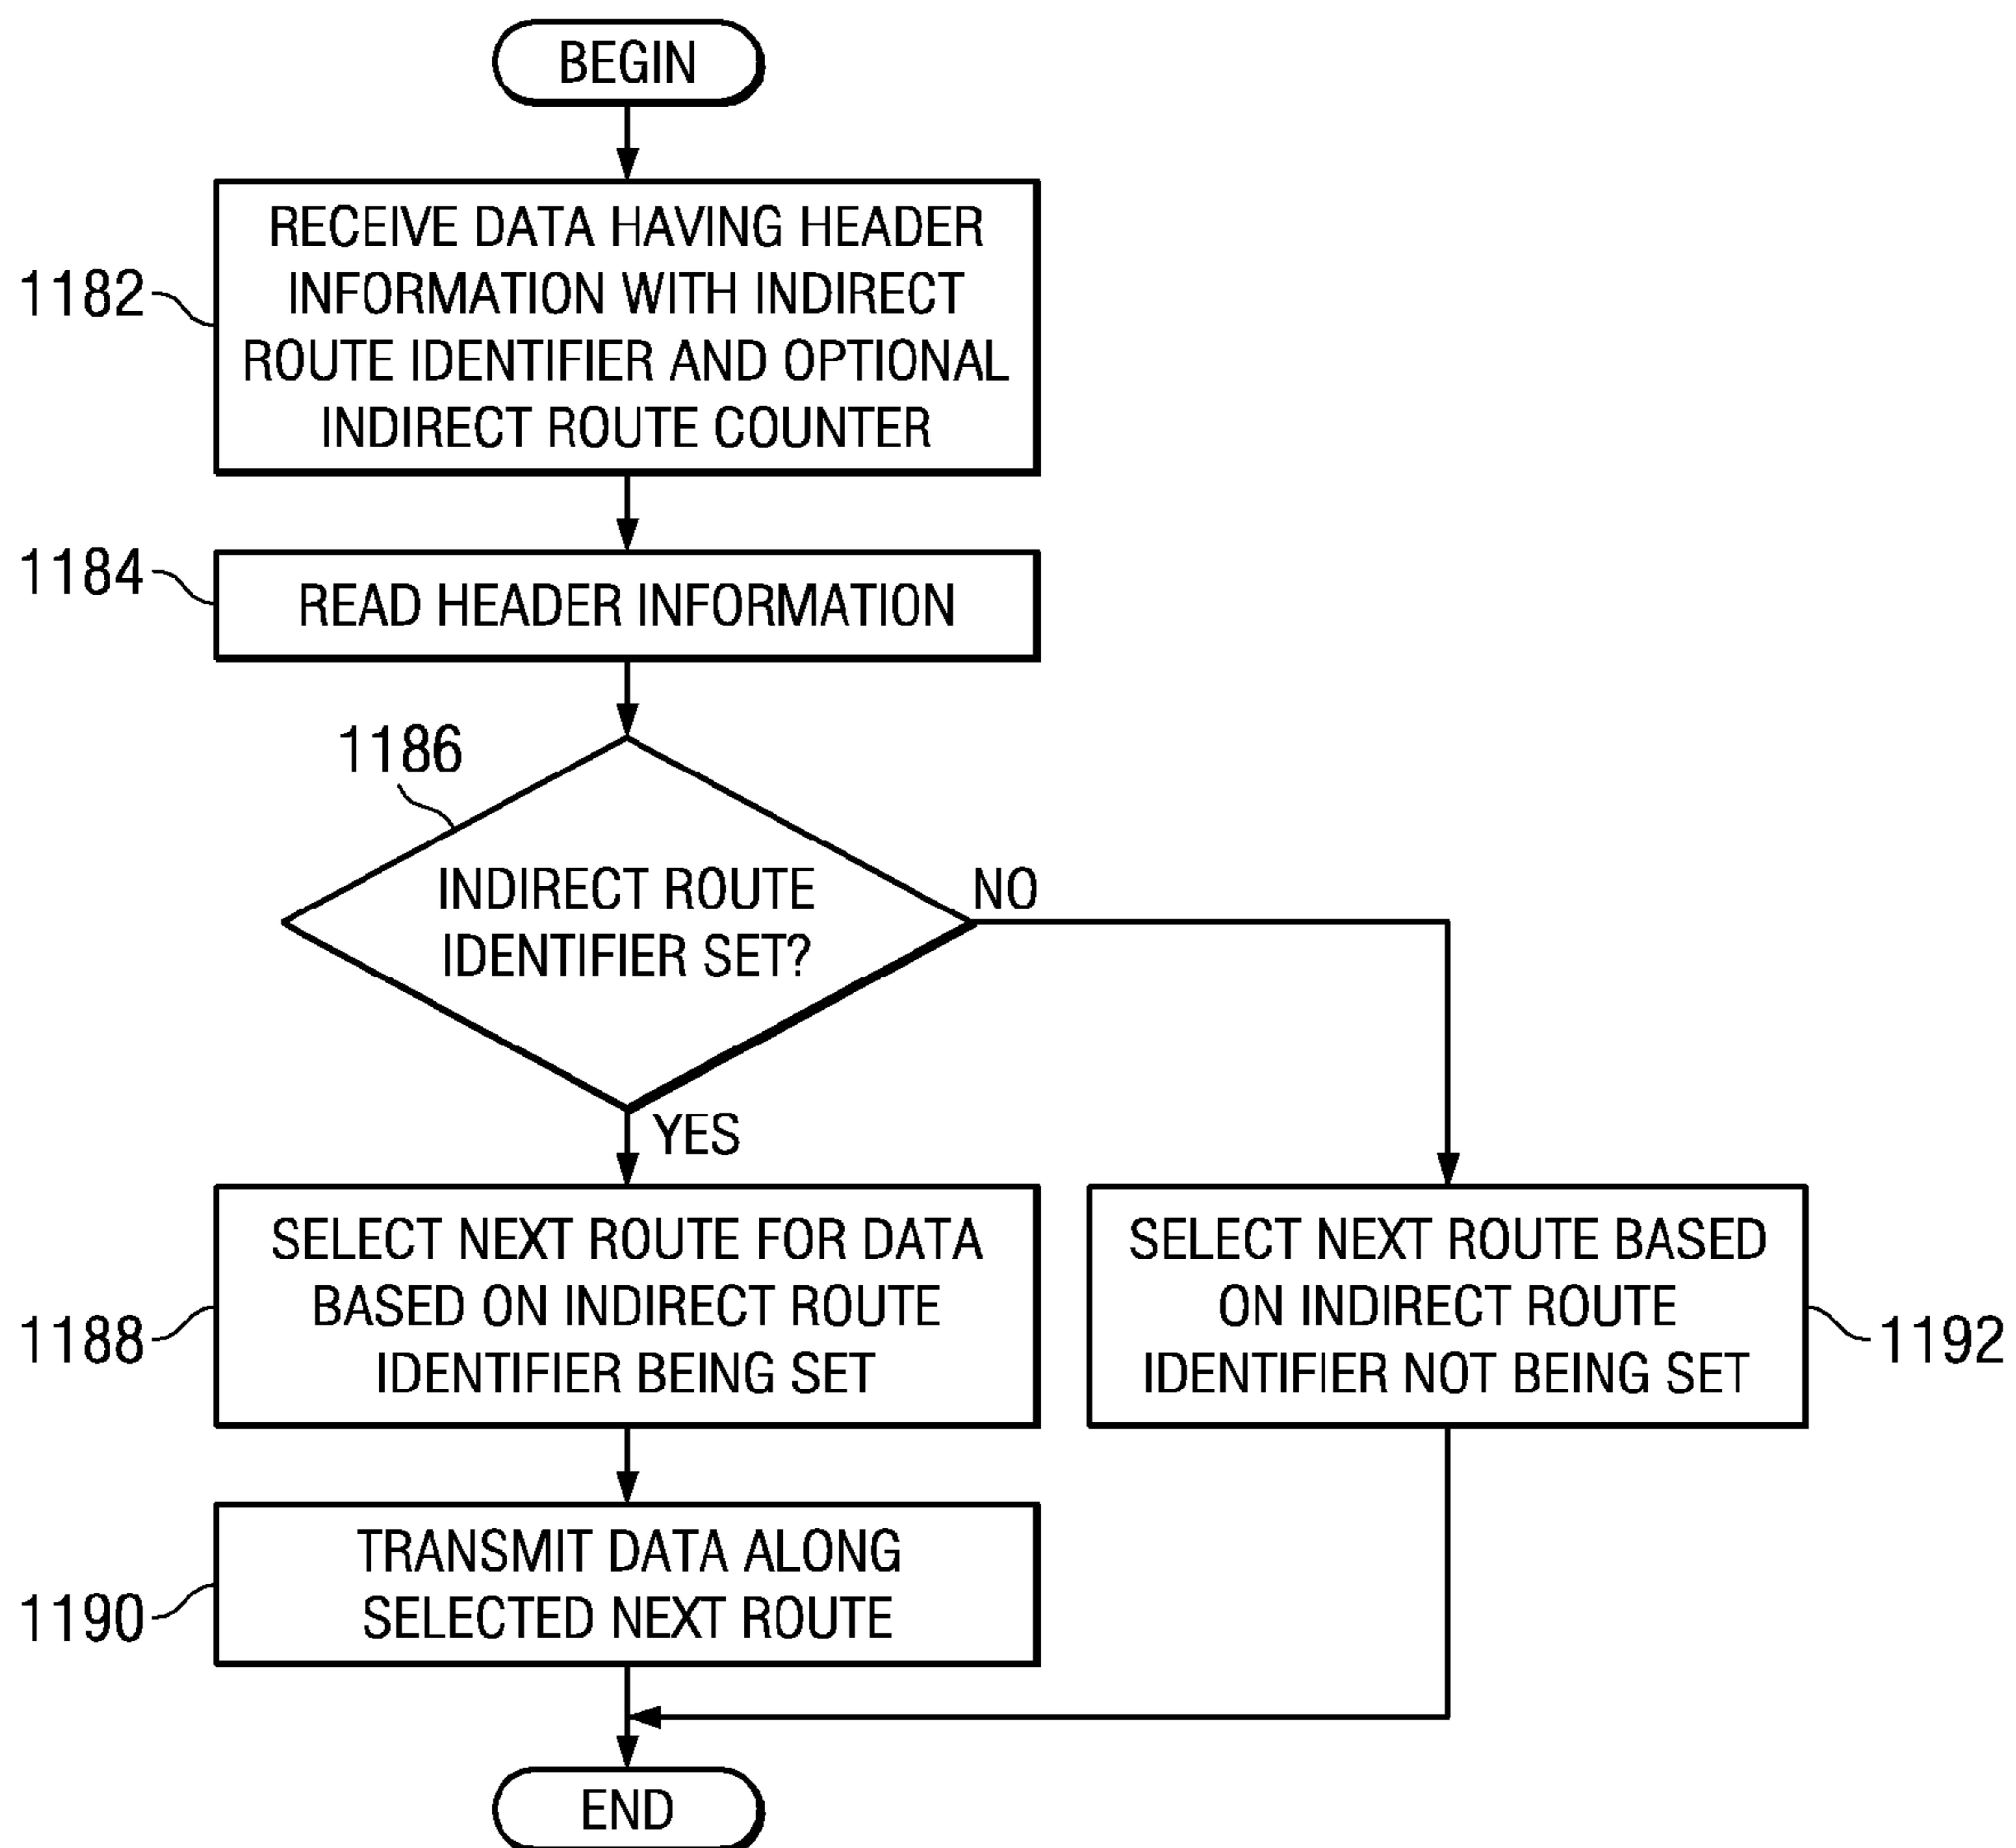 BEGIN
1182
RECEIVE DATA HAVING HEADER
INFORMATION WITH INDIRECT
ROUTE IDENTIFIER AND OPTIONAL
INDIRECT ROUTE COUNTER
1184
READ HEADER INFORMATION
1186
INDIRECT ROUTE
IDENTIFIER SET?
NO
YES
1188
SELECT NEXT ROUTE FOR DATA
BASED ON INDIRECT ROUTE
IDENTIFIER BEING SET
SELECT NEXT ROUTE BASED
ON INDIRECT ROUTE
IDENTIFIER NOT BEING SET
1192
1190
TRANSMIT DATA ALONG
SELECTED NEXT ROUTE
END